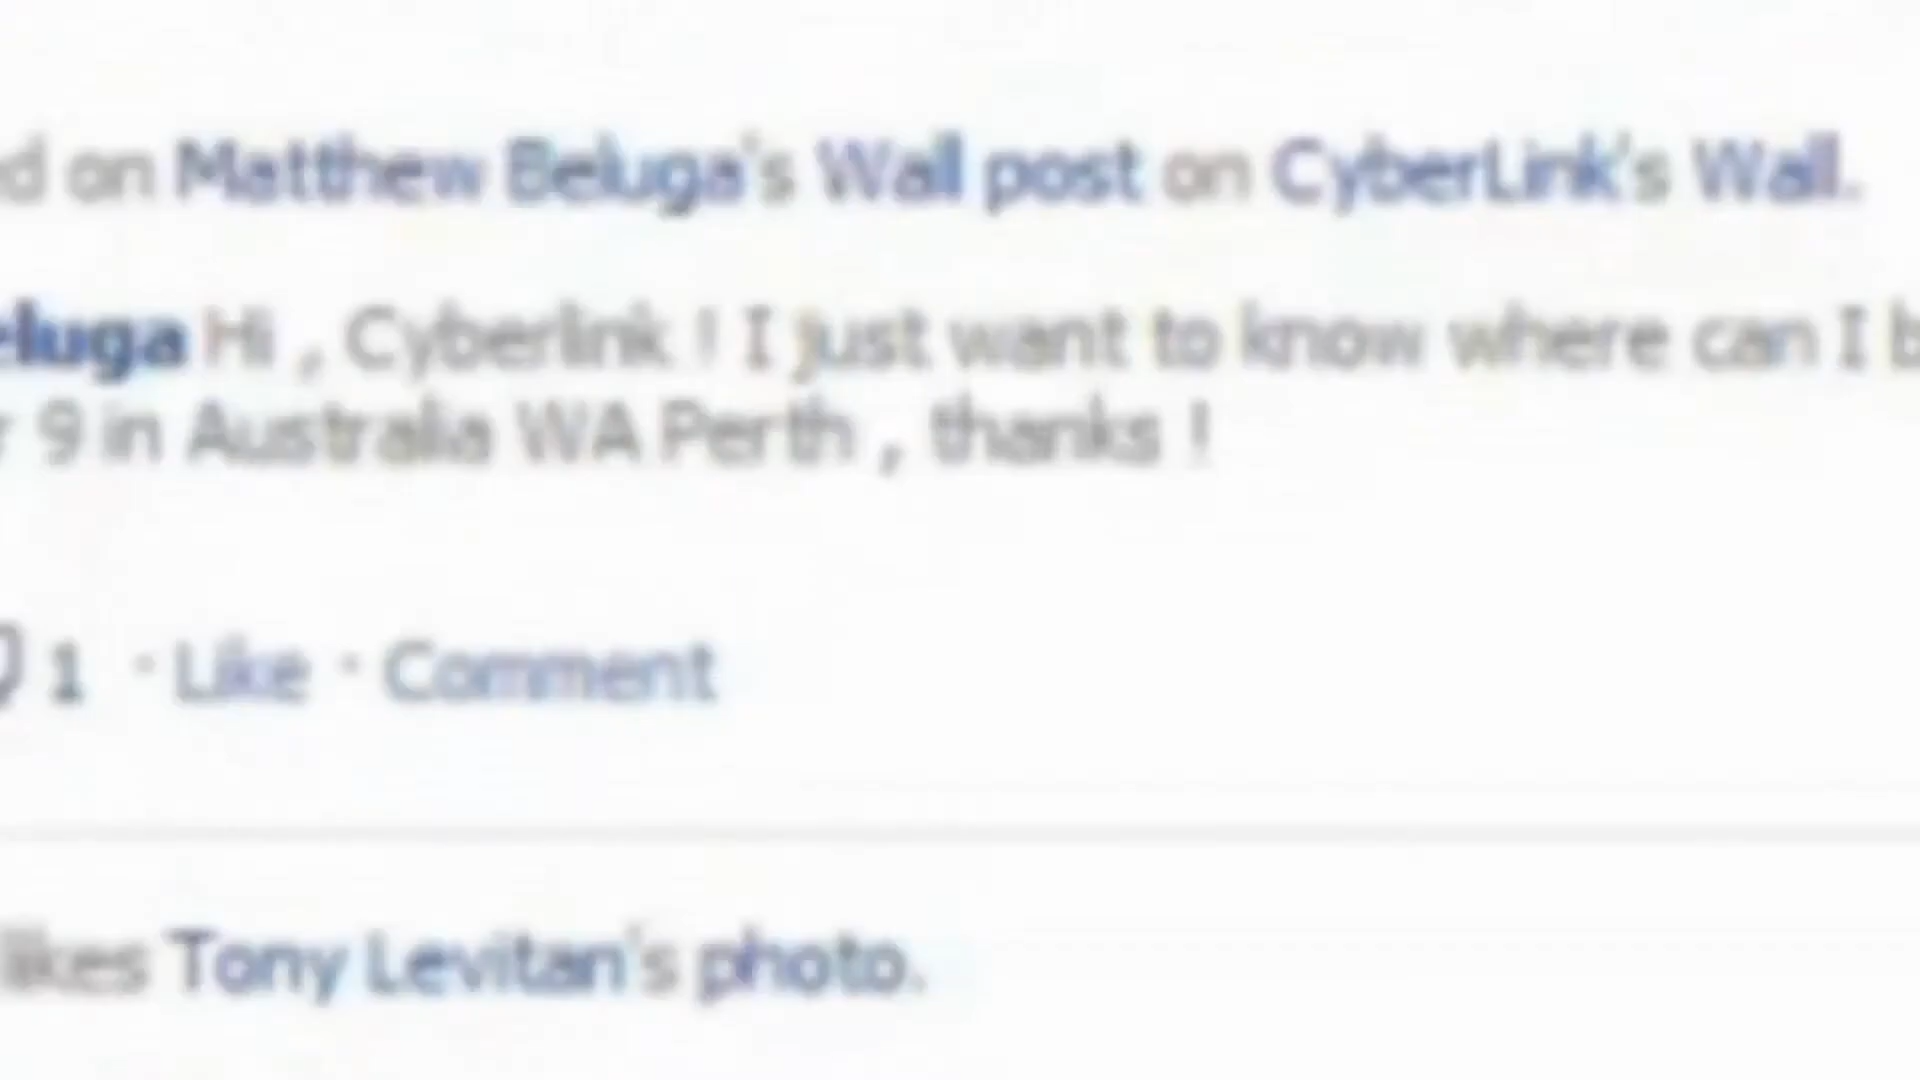 d on Matthew Beluga's Wall post on CyberLink's Wall.
eluga Hi , Cyberlink ! I just want to know where can I b
r 9 in Australia WA Perth , thanks !
1 · Like · Comment
likes Tony Levitan's photo.